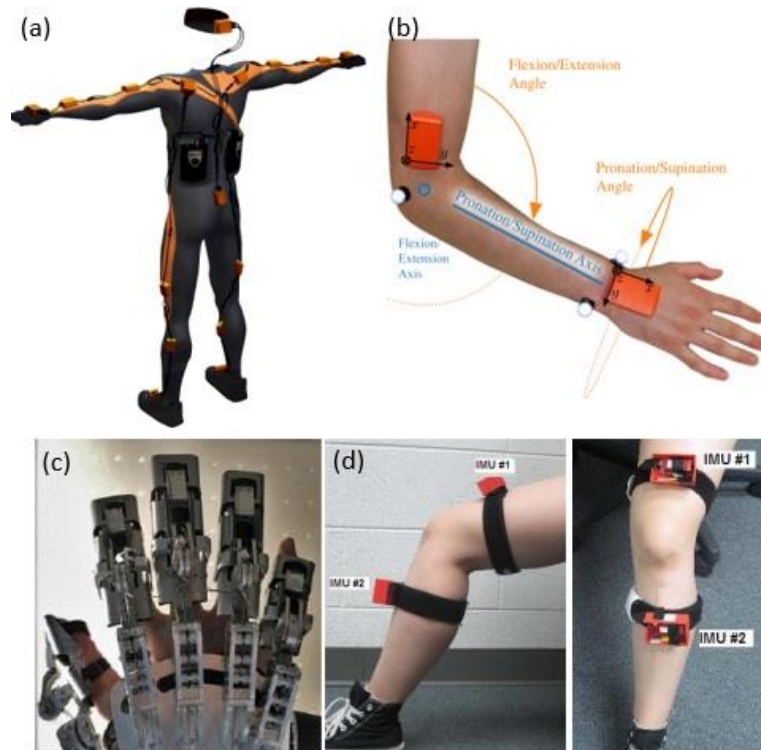 (a)
(b)
Flexion/Extension
Angle
Pronation/Supination
Angle
Pronation/Supination Axis
Flexion/
Extension
Axis
(c)
(d)
IMU #1
IMU #2
IMU #1
IMU #2